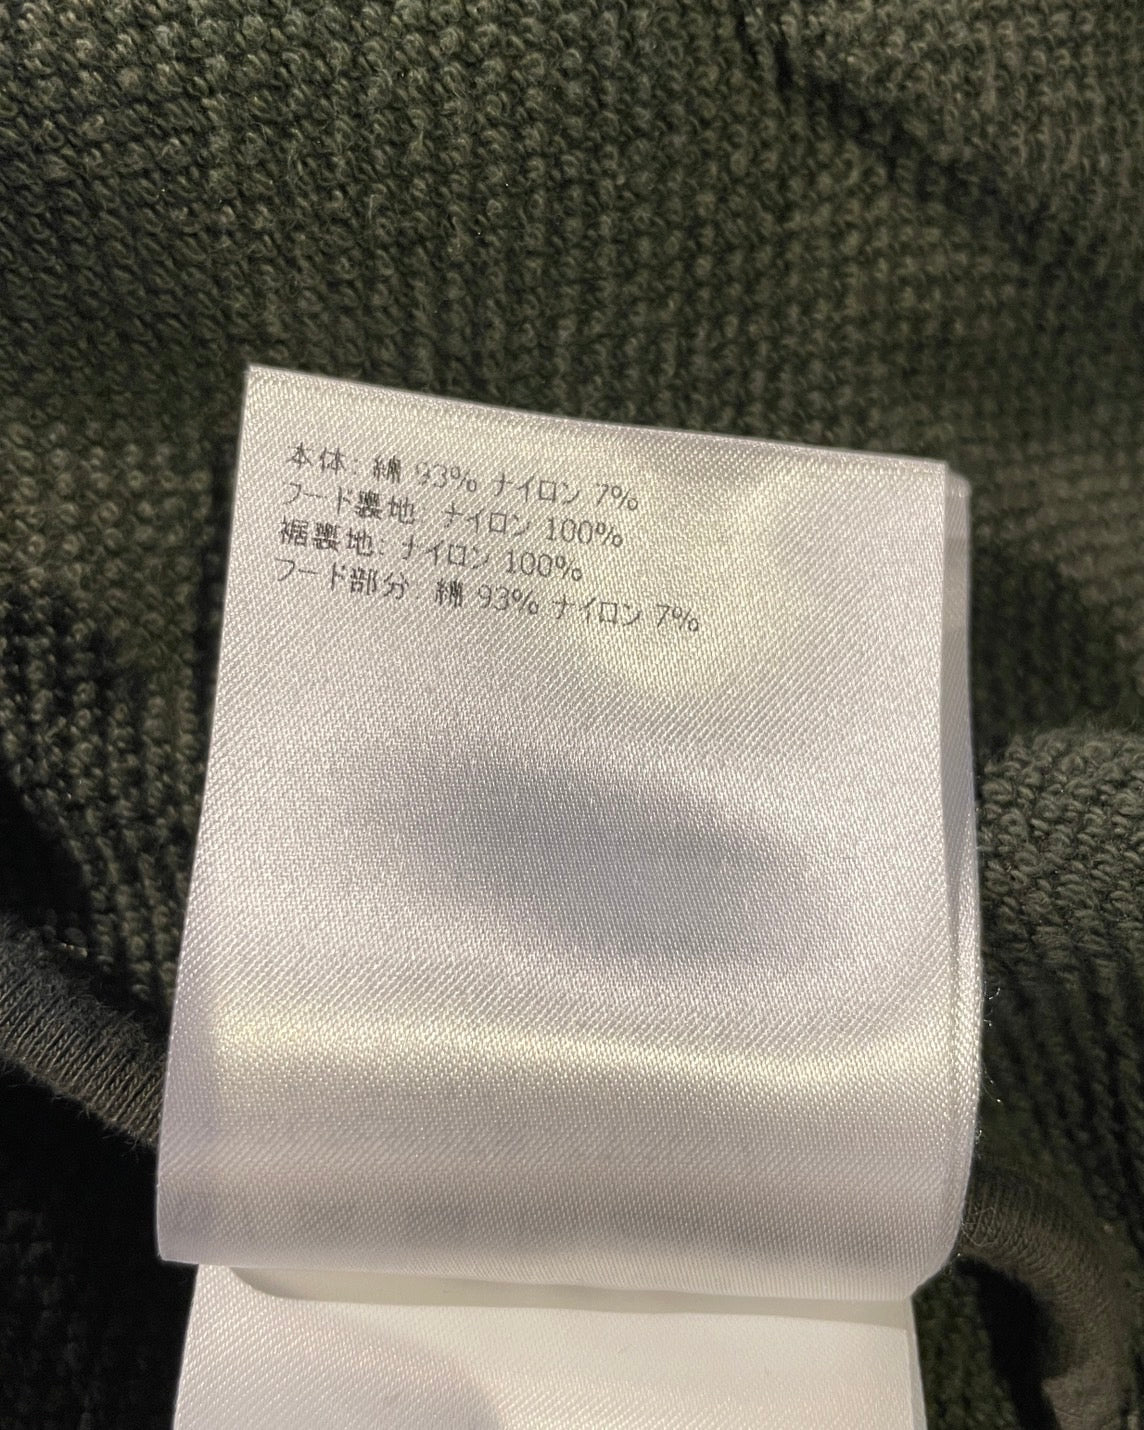 本体: 綿 93% ナイロン 7%
フード裏地: ナイロン 100%
裾裏地: ナイロン 100%
フード部分: 綿 93% ナイロン 7%